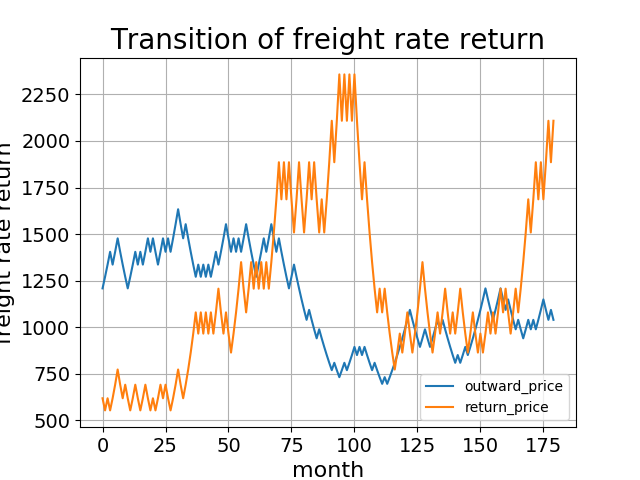 Transition of freight rate return
freight rate return
2250
2000
1750
1500
1250
1000
750
500
0 25 50 75 100 125 150 175
month
outward_price
return_price